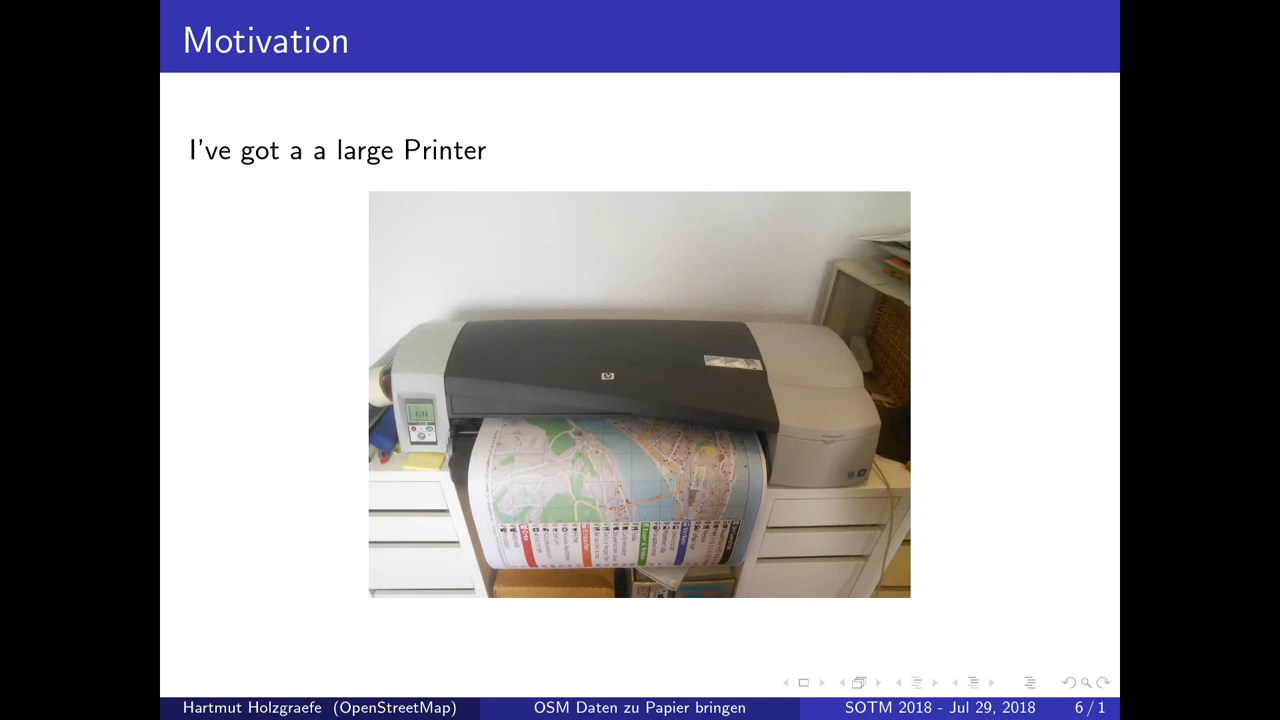 Motivation
I've got a a large Printer
hp
Hartmut Holzgraefe (OpenStreetMap) OSM Daten zu Papier bringen SOTM 2018 - Jul 29, 2018 6 / 1